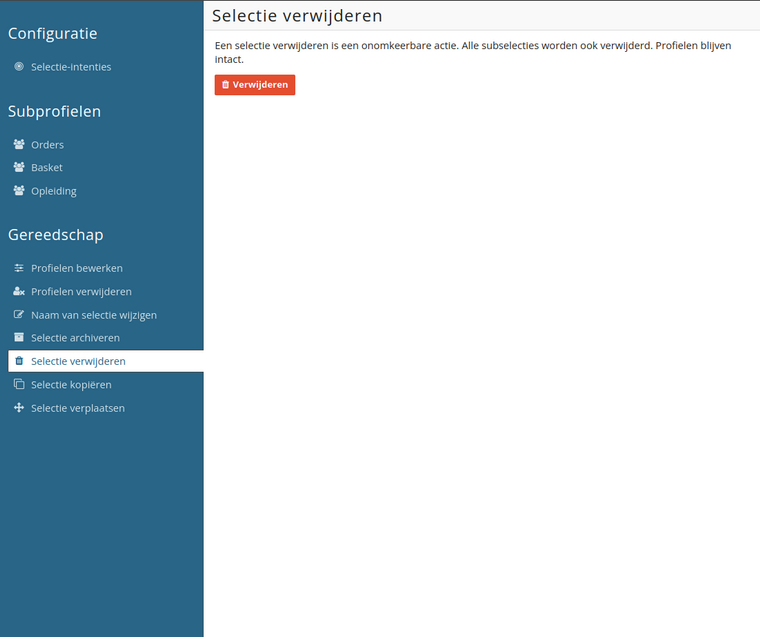 Configuratie
Selectie-intenties
Subprofielen
Orders
Basket
Opleiding
Gereedschap
Profielen bewerken
Profielen verwijderen
Naam van selectie wijzigen
Selectie archiveren
Selectie verwijderen
Selectie kopiëren
Selectie verplaatsen
Selectie verwijderen
Een selectie verwijderen is een onomkeerbare actie. Alle subselecties worden ook verwijderd. Profielen blijven
intact.
Verwijderen